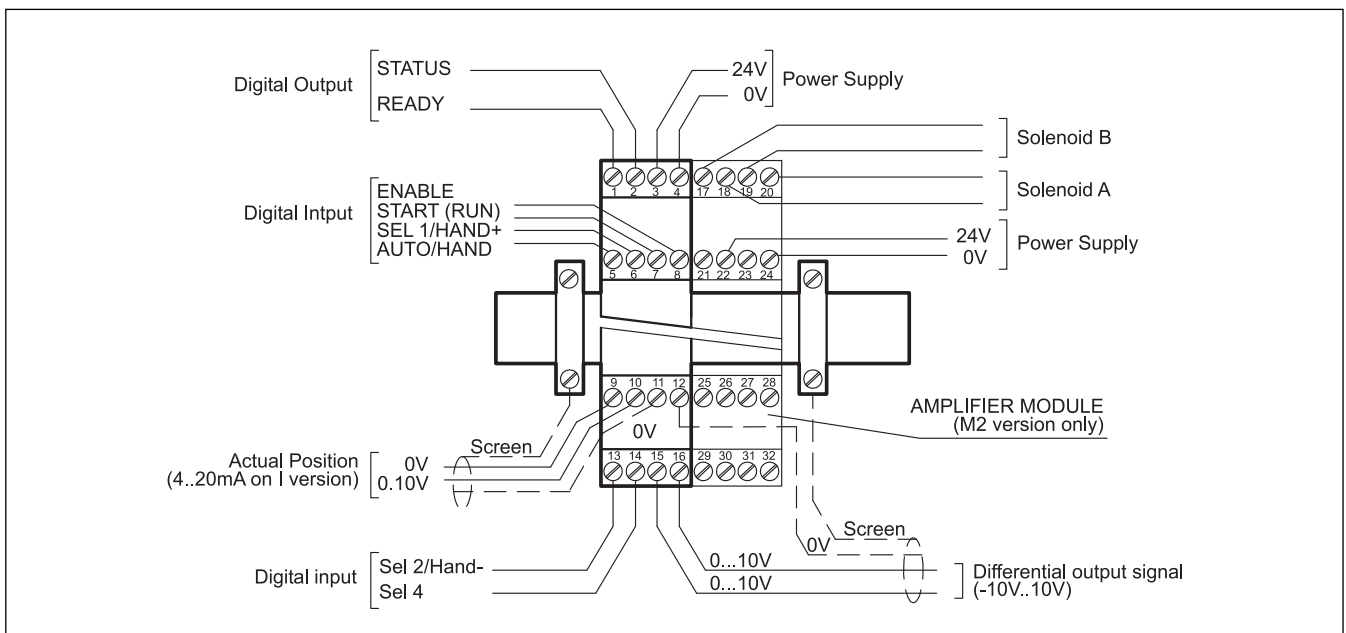 STATUS
Digital Output
READY
24V
Power Supply
0V
Solenoid B
Solenoid A
1 2 3 4 17 18 19 20
ENABLE
START (RUN)
Digital Intput
SEL 1/HAND+
AUTO/HAND
24V
Power Supply
0V
5 6 7 8 21 22 23 24
9 10 11 12 25 26 27 28
AMPLIFIER MODULE
(M2 version only)
0V
Screen
Actual Position
(4..20mA on I version)
0V
0.10V
13 14 15 16 29 30 31 32
Screen
0V
Digital input
Sel 2/Hand-
Sel 4
0...10V
0...10V
Differential output signal
(-10V..10V)